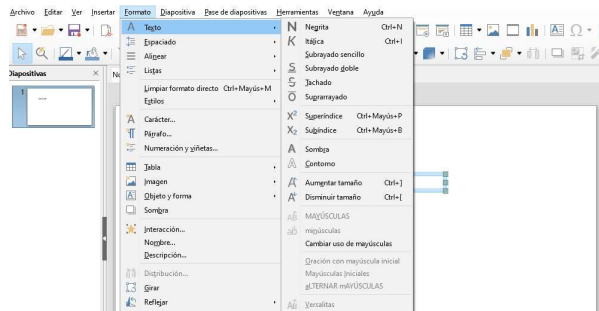 Archivo Editar Ver Insertar Formato Diapositiva Pase de diapositivas Herramientas Ventana Ayuda
Diapositivas ×
1
Texto
Espaciado
Alinear
Listas
Limpiar formato directo Ctrl+Mayús+M
Estilos
Carácter...
Párrafo...
Numeración y viñetas...
Tabla
Imagen
Objeto y forma
Sombra
Interacción...
Nombre...
Descripción...
Distribución...
Girar
Reflejar
Negrita Ctrl+N
Itálica Ctrl+I
Subrayado sencillo
Subrayado doble
Tachado
Suprarrayado
Superíndice Ctrl+Mayús+P
Subíndice Ctrl+Mayús+B
Sombra
Contorno
Aumentar tamaño Ctrl+]
Disminuir tamaño Ctrl+[
MAYÚSCULAS
minúsculas
Cambiar uso de mayúsculas
Oración con mayúscula inicial
Mayúsculas Iniciales
aLTERNAR mAYÚSCULAS
Versalitas